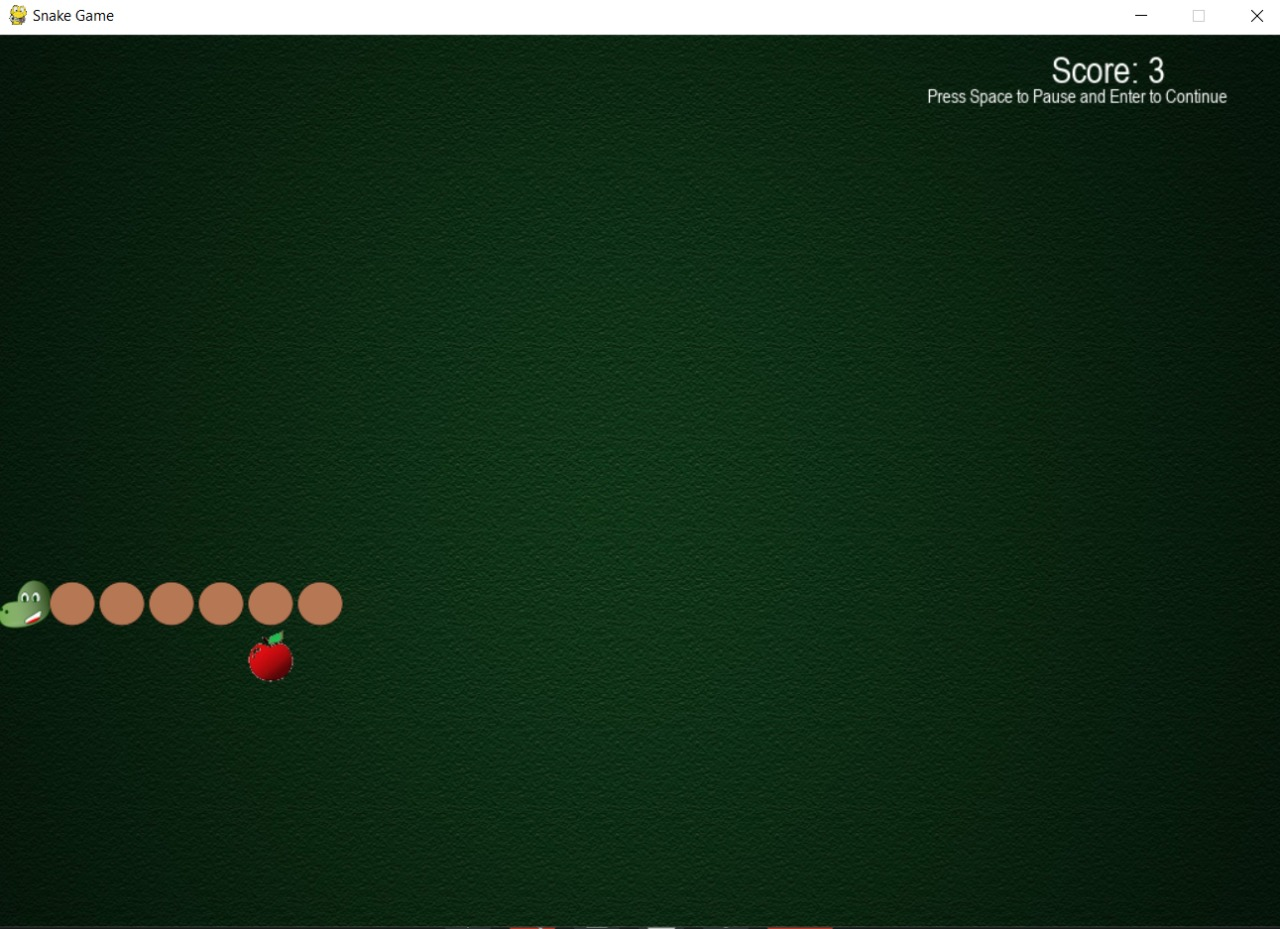 Snake Game
Score: 3
Press Space to Pause and Enter to Continue